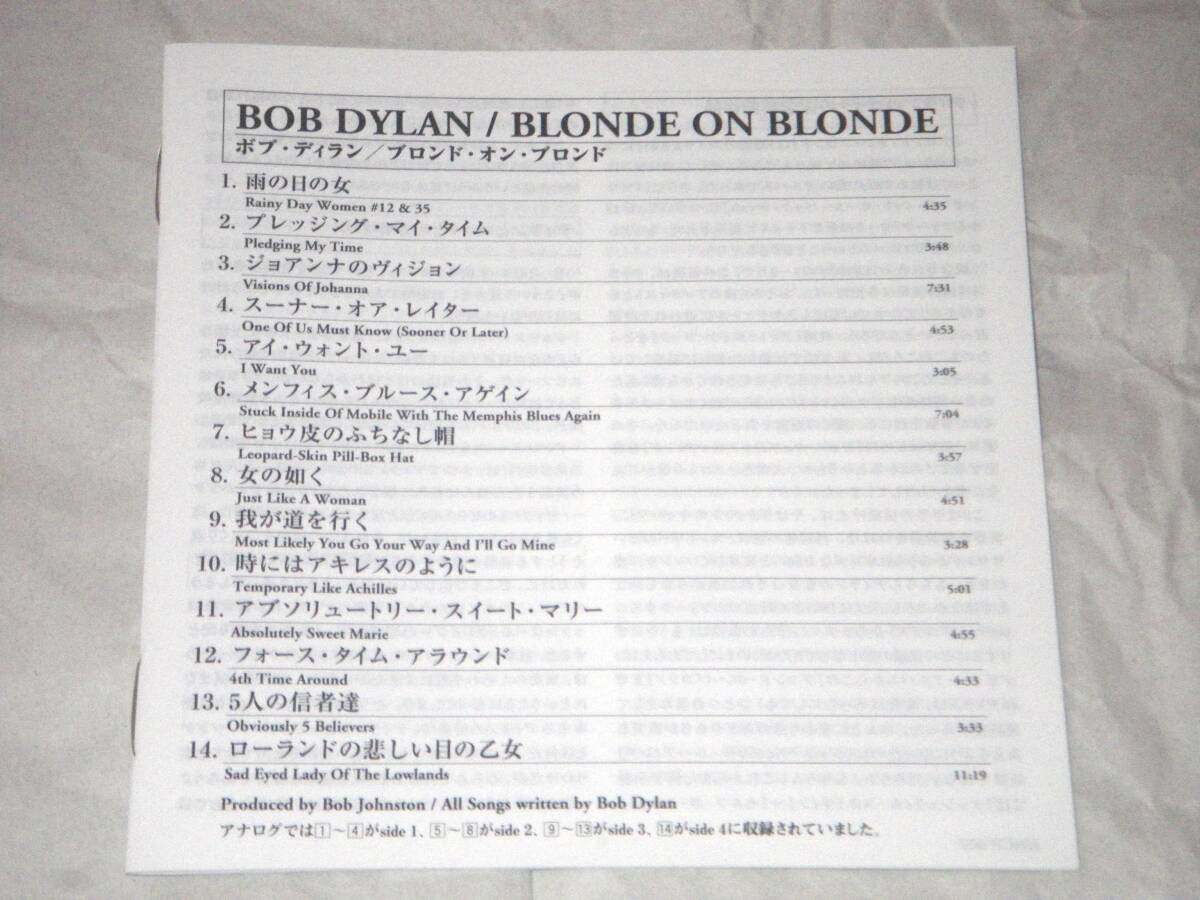 BOB DYLAN / BLONDE ON BLONDE
ボブ・ディラン／ブロンド・オン・ブロンド
1. 雨の日の女
Rainy Day Women #12 & 35 4:35
2. プレッジング・マイ・タイム
Pledging My Time 3:48
3. ジョアンナのヴィジョン
Visions Of Johanna 7:31
4. スーナー・オア・レイター
One Of Us Must Know (Sooner Or Later) 4:53
5. アイ・ウォント・ユー
I Want You 3:05
6. メンフィス・ブルース・アゲイン
Stuck Inside Of Mobile With The Memphis Blues Again 7:04
7. ヒョウ皮のふちなし帽
Leopard-Skin Pill-Box Hat 3:57
8. 女の如く
Just Like A Woman 4:51
9. 我が道を行く
Most Likely You Go Your Way And I'll Go Mine 3:28
10. 時にはアキレスのように
Temporary Like Achilles 5:01
11. アブソリュートリー・スイート・マリー
Absolutely Sweet Marie 4:55
12. フォース・タイム・アラウンド
4th Time Around 4:33
13. 5人の信者達
Obviously 5 Believers 3:33
14. ローランドの悲しい目の乙女
Sad Eyed Lady Of The Lowlands 11:19
Produced by Bob Johnston / All Songs written by Bob Dylan
アナログでは1～4がside 1、5～8がside 2、9～13がside 3、14がside 4に収録されていました。